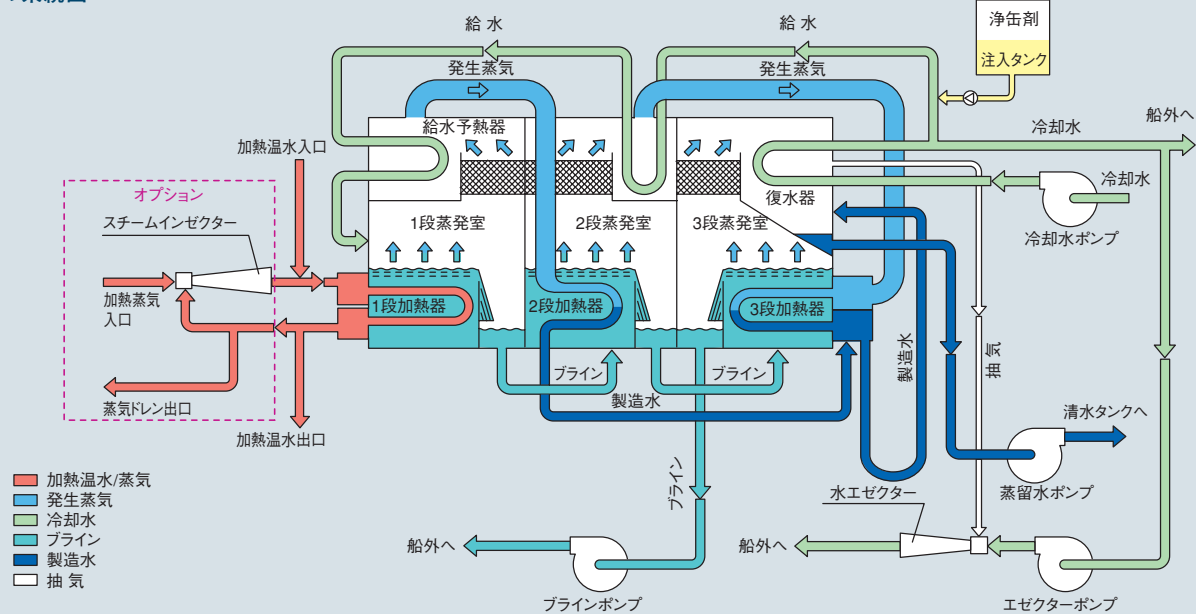 給 水
給 水
浄缶剤
注入タンク
発生蒸気
発生蒸気
給水予熱器
加熱温水入口
冷却水
船外へ
オプション
スチームインゼクター
復水器
冷却水
冷却水ポンプ
1段蒸発室
2段蒸発室
3段蒸発室
加熱蒸気
入口
1段加熱器
2段加熱器
3段加熱器
製造水
抽 気
ブライン
ブライン
製造水
蒸気ドレン出口
加熱温水出口
清水タンクへ
加熱温水/蒸気
発生蒸気
冷却水
ブライン
製造水
抽 気
ブライン
水エゼクター
蒸留水ポンプ
船外へ
船外へ
ブラインポンプ
エゼクターポンプ